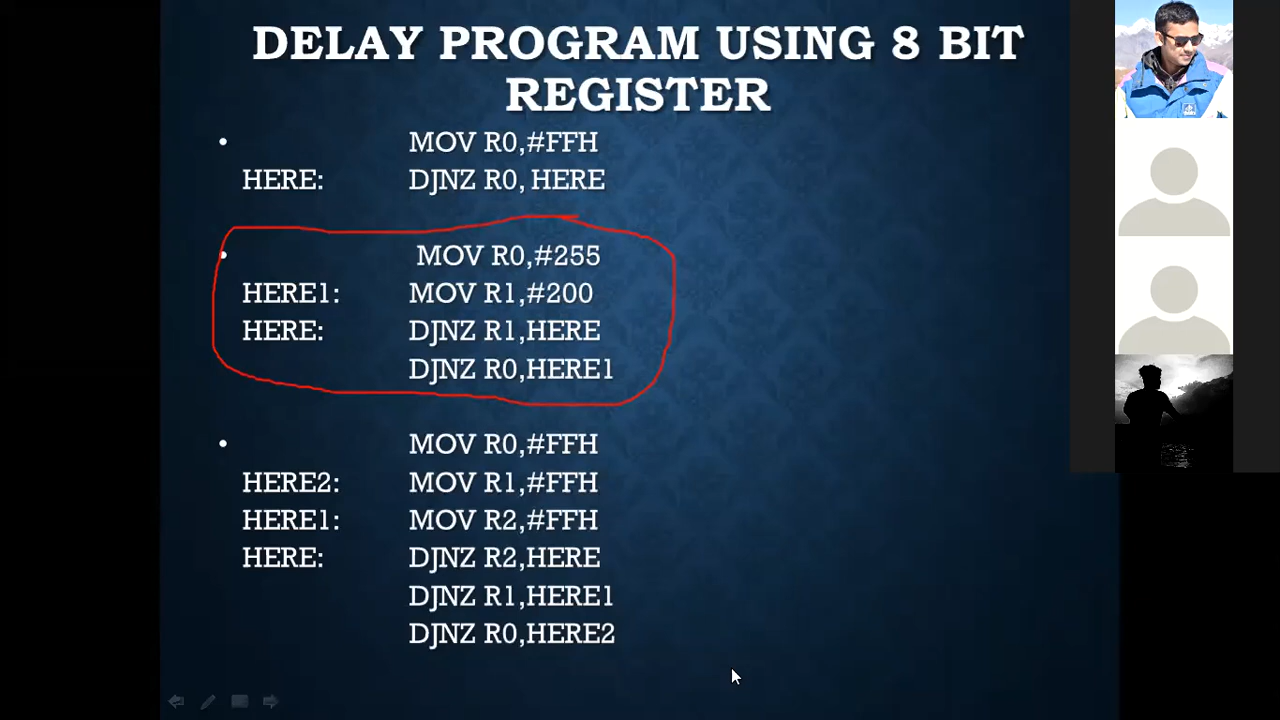 DELAY PROGRAM USING 8 BIT
REGISTER
• MOV R0,#FFH
HERE: DJNZ R0, HERE
• MOV R0,#255
HERE1: MOV R1,#200
HERE: DJNZ R1,HERE
DJNZ R0,HERE1
• MOV R0,#FFH
HERE2: MOV R1,#FFH
HERE1: MOV R2,#FFH
HERE: DJNZ R2,HERE
DJNZ R1,HERE1
DJNZ R0,HERE2